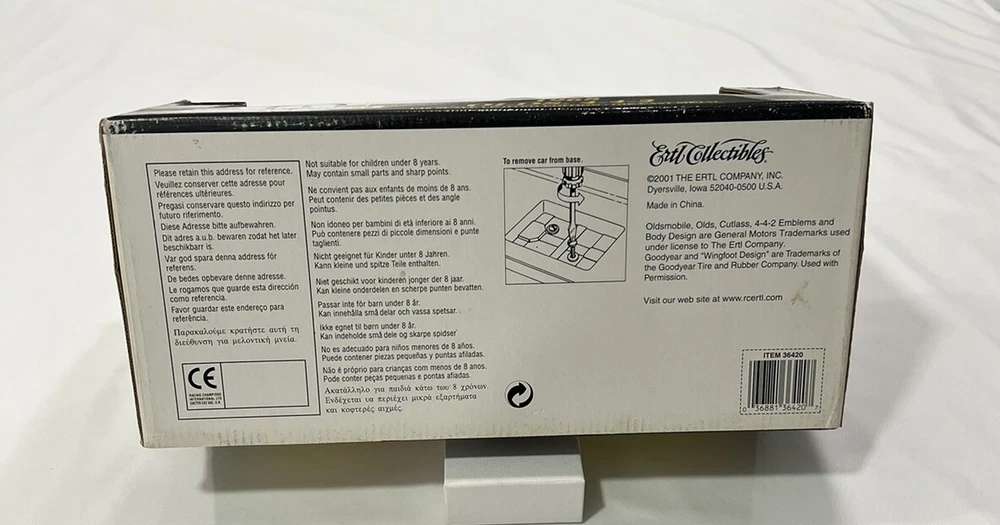 Please retain this address for reference.
Veuillez conserver cette adresse pour
références ultérieures.
Pregasi conservare questo indirizzo per
futuro riferimento.
Diese Adresse bitte aufbewahren.
Dit adres a.u.b. bewaren zodat het later
beschikbarr is.
Var god spara denna address för
referens.
De bedes opbevare denne adresse.
Le rogamos que guarde esta dirección
como referencia.
Favor guardar este endereço para
referência.
Παρακαλούμε κρατήστε αυτή τη
διεύθυνση για μελοντική μνεία.
CE
RACING CHAMPIONS
INTERNATIONAL LTD
Not suitable for children under 8 years.
May contain small parts and sharp points.
Ne convient pas aux enfants de moins de 8 ans.
Peut contenir des petites pièces et des angle
pointus.
Non idoneo per bambini di età inferiore ai 8 anni.
Può contenere pezzi di piccole dimensioni e punte
taglienti.
Nicht geeignet für Kinder unter 8 Jahren.
Kann kleine und spitze Teile enthalten.
Niet geschikt voor kinderen jonger der 8 jaar.
Kan kleine onderdelen en scherpe punten bevatten.
Passar inte för barn under 8 år.
Kan innehålla små delar och vassa spetsar.
Ikke egnet til børn under 8 år.
Kan indeholde små dele og skarpe spidser
No es adecuado para niños menores de 8 años.
Puede contener piezas pequeñas y puntas afiladas.
Não é próprio para crianças com menos de 8 anos.
Pode conter peças pequenas e pontas afiadas.
Ακατάλληλο για παιδιά κάτω των 8 χρόνων.
Ενδέχεται να περιέχει μικρά εξαρτήματα
και κοφτερές αιχμές.
To remove car from base.
Ertl Collectibles
©2001 THE ERTL COMPANY, INC.
Dyersville, Iowa 52040-0500 U.S.A.
Made in China.
Oldsmobile, Olds, Cutlass, 4-4-2 Emblems and
Body Design are General Motors Trademarks used
under license to The Ertl Company.
Goodyear and "Wingfoot Design" are Trademarks of
the Goodyear Tire and Rubber Company. Used with
Permission.
Visit our web site at www.rcertl.com
ITEM 36420
0 36881 36420 7